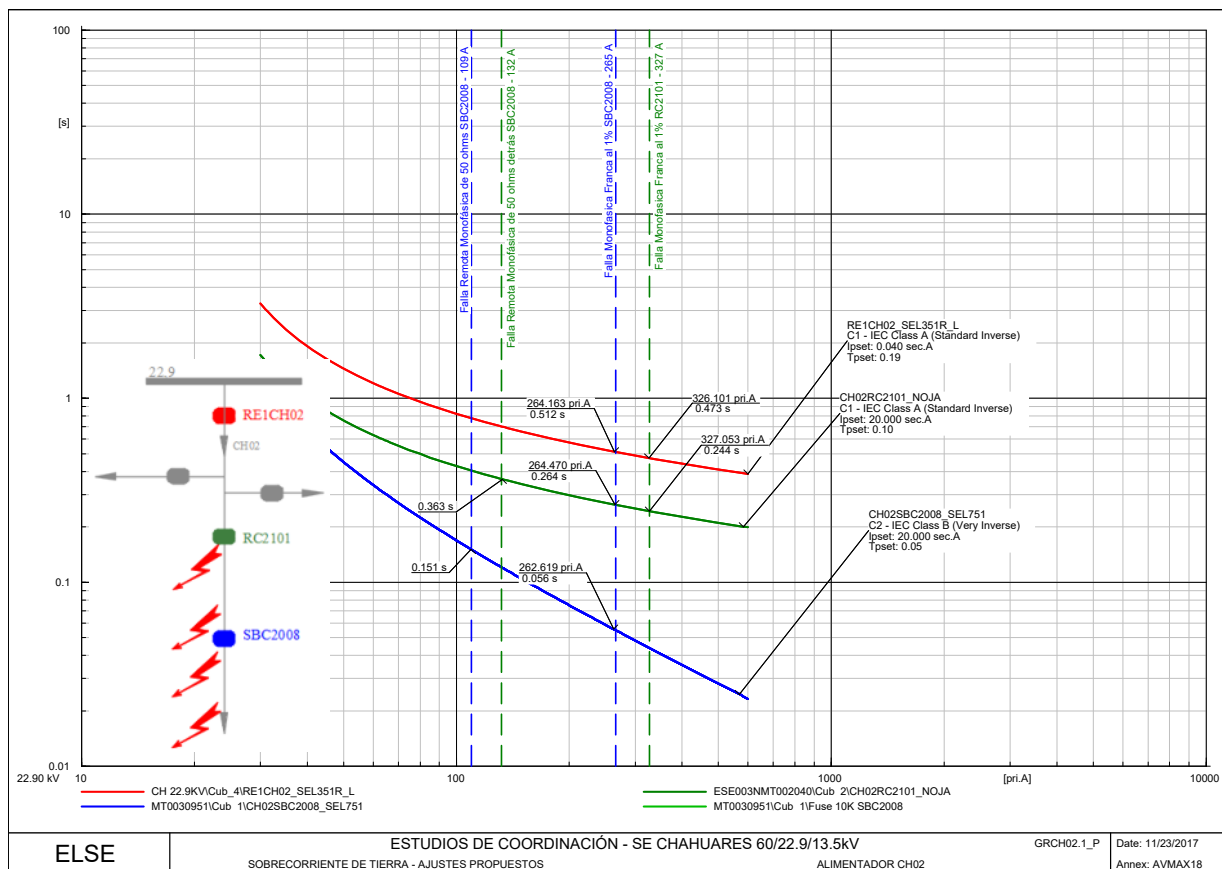 100
[s]
10
1
0.1
0.01
22.90 kV
10
100
1000
[pri.A]
10000
Falla Remota Monofásica de 50 ohms SBC2008 - 109 A
Falla Remota Monofásica de 50 ohms detrás SBC2008 - 132 A
Falla Monofasica Franca al 1% SBC2008 - 265 A
Falla Monofásica Franca al 1% RC2101 - 327 A
RE1CH02_SEL351R_L
C1 - IEC Class A (Standard Inverse)
Ipset: 0.040 sec.A
Tpset: 0.19
CH02RC2101_NOJA
C1 - IEC Class A (Standard Inverse)
Ipset: 20.000 sec.A
Tpset: 0.10
CH02SBC2008_SEL751
C2 - IEC Class B (Very Inverse)
Ipset: 20.000 sec.A
Tpset: 0.05
264.163 pri.A
0.512 s
326.101 pri.A
0.473 s
327.053 pri.A
0.244 s
264.470 pri.A
0.264 s
0.363 s
0.151 s
262.619 pri.A
0.056 s
22.9
RE1CH02
CH02
RC2101
SBC2008
CH 22.9KV\Cub_4\RE1CH02_SEL351R_L
ESE003NMT002040\Cub 2\CH02RC2101_NOJA
MT0030951\Cub 1\CH02SBC2008_SEL751
MT0030951\Cub 1\Fuse 10K SBC2008
ELSE
ESTUDIOS DE COORDINACIÓN - SE CHAHUARES 60/22.9/13.5kV
GRCH02.1_P
Date: 11/23/2017
SOBRECORRIENTE DE TIERRA - AJUSTES PROPUESTOS
ALIMENTADOR CH02
Annex: AVMAX18